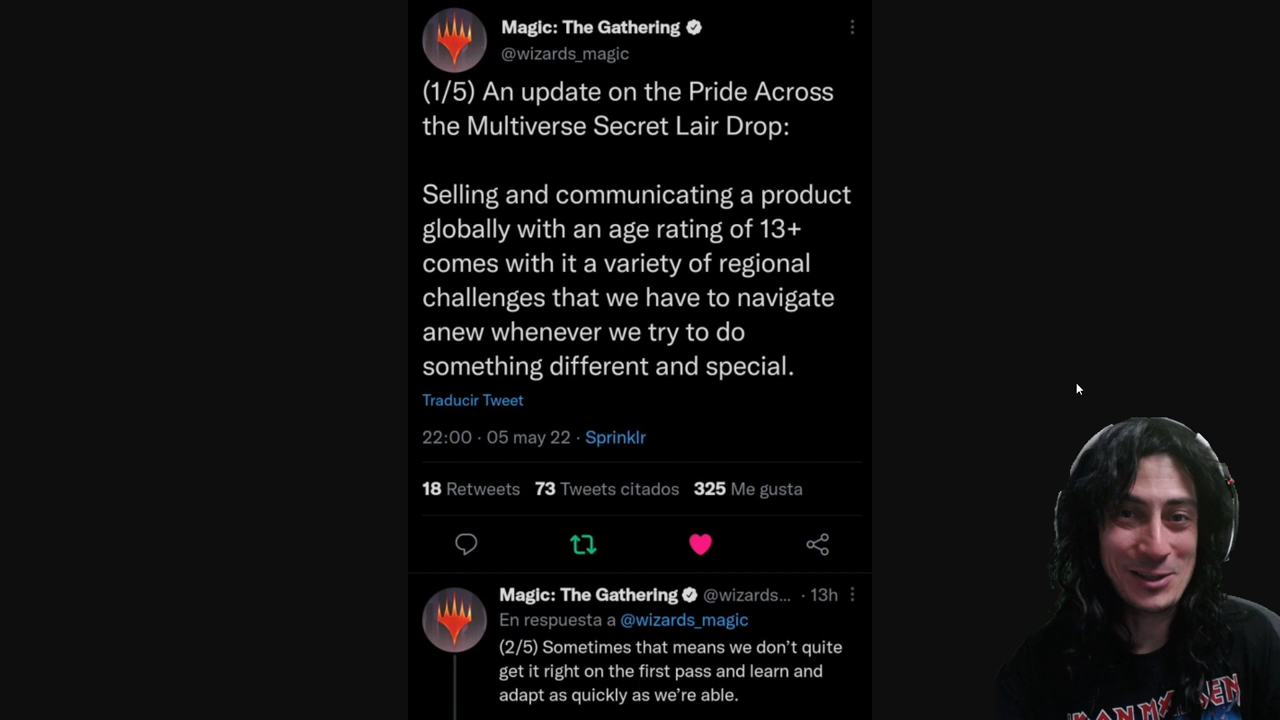 Magic: The Gathering
@wizards_magic
(1/5) An update on the Pride Across
the Multiverse Secret Lair Drop:
Selling and communicating a product
globally with an age rating of 13+
comes with it a variety of regional
challenges that we have to navigate
anew whenever we try to do
something different and special.
Traducir Tweet
22:00 · 05 may 22 · Sprinklr
18 Retweets 73 Tweets citados 325 Me gusta
Magic: The Gathering @wizards... · 13h
En respuesta a @wizards_magic
(2/5) Sometimes that means we don’t quite
get it right on the first pass and learn and
adapt as quickly as we’re able.
IRON MAIDEN